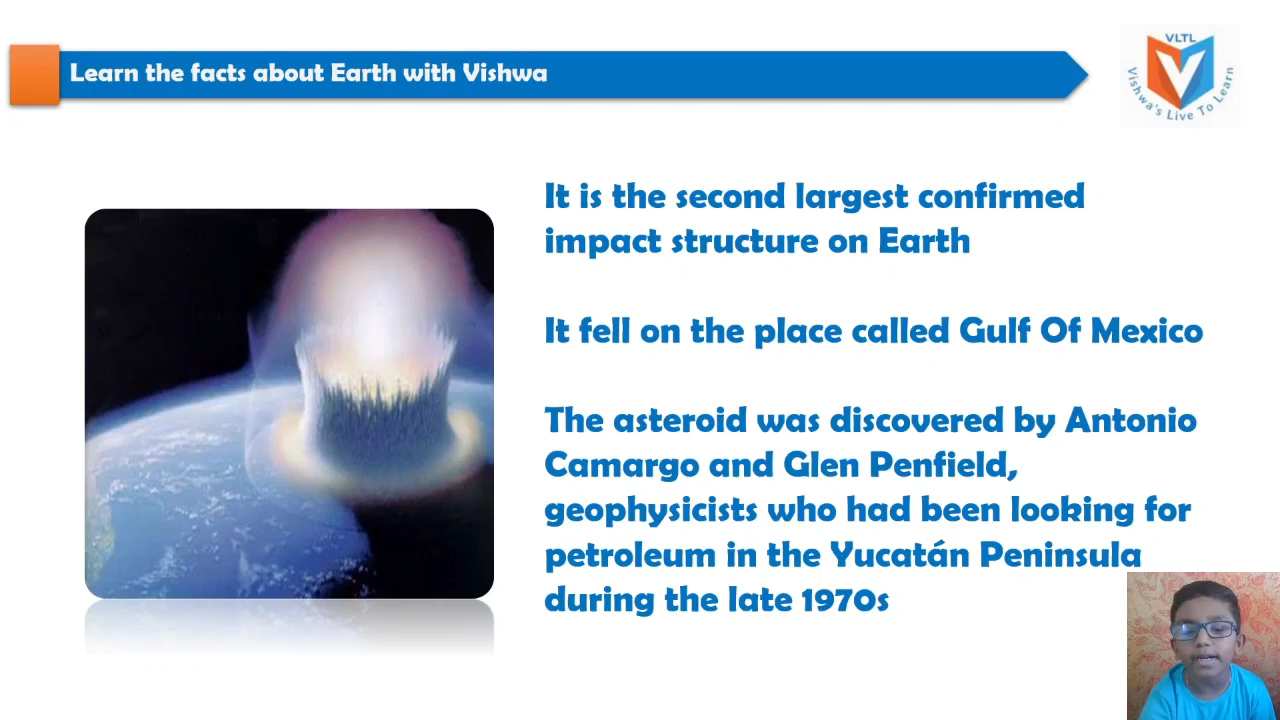 Learn the facts about Earth with Vishwa
VLTL
Vishwa's Live To Learn
It is the second largest confirmed
impact structure on Earth
It fell on the place called Gulf Of Mexico
The asteroid was discovered by Antonio
Camargo and Glen Penfield,
geophysicists who had been looking for
petroleum in the Yucatán Peninsula
during the late 1970s